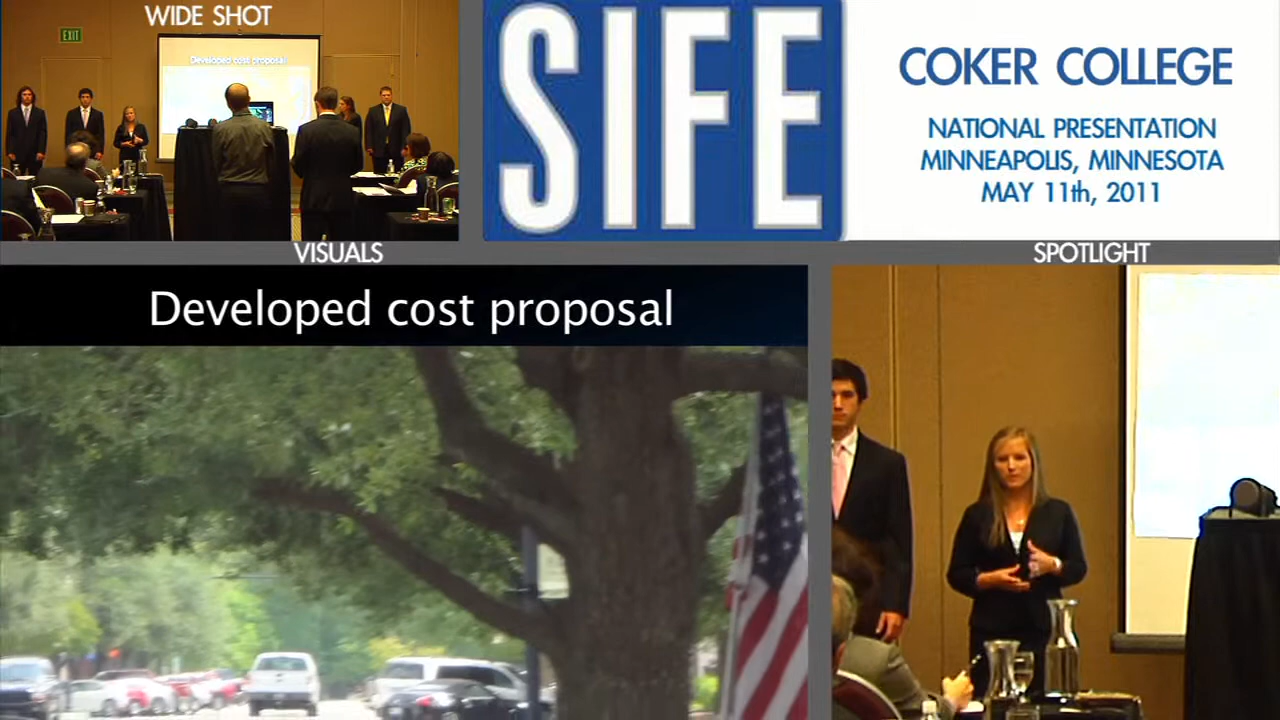 WIDE SHOT
EXIT
Developed cost proposal
SIFE
COKER COLLEGE
NATIONAL PRESENTATION
MINNEAPOLIS, MINNESOTA
MAY 11th, 2011
VISUALS
SPOTLIGHT
Developed cost proposal